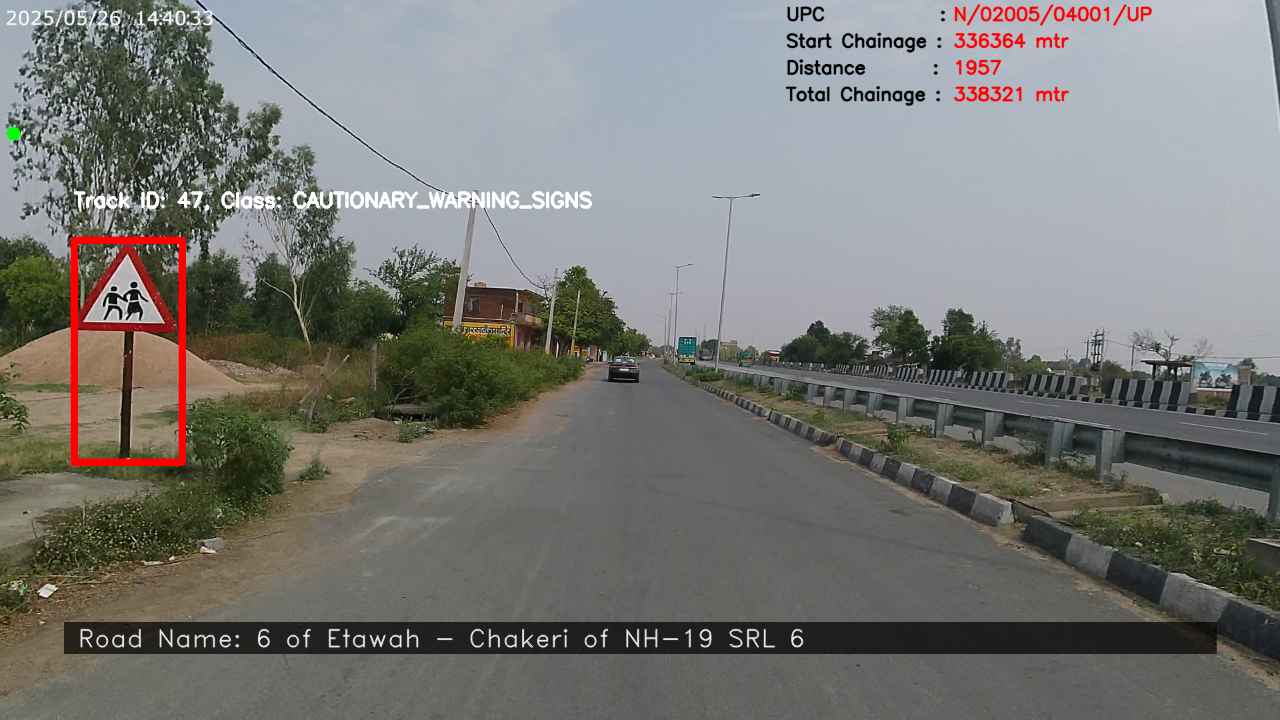 2025/05/26 14:40:33
UPC : N/02005/04001/UP
Start Chainage : 336364 mtr
Distance : 1957
Total Chainage : 338321 mtr
Track ID: 47, Class: CAUTIONARY_WARNING_SIGNS
Road Name: 6 of Etawah - Chakeri of NH-19 SRL 6